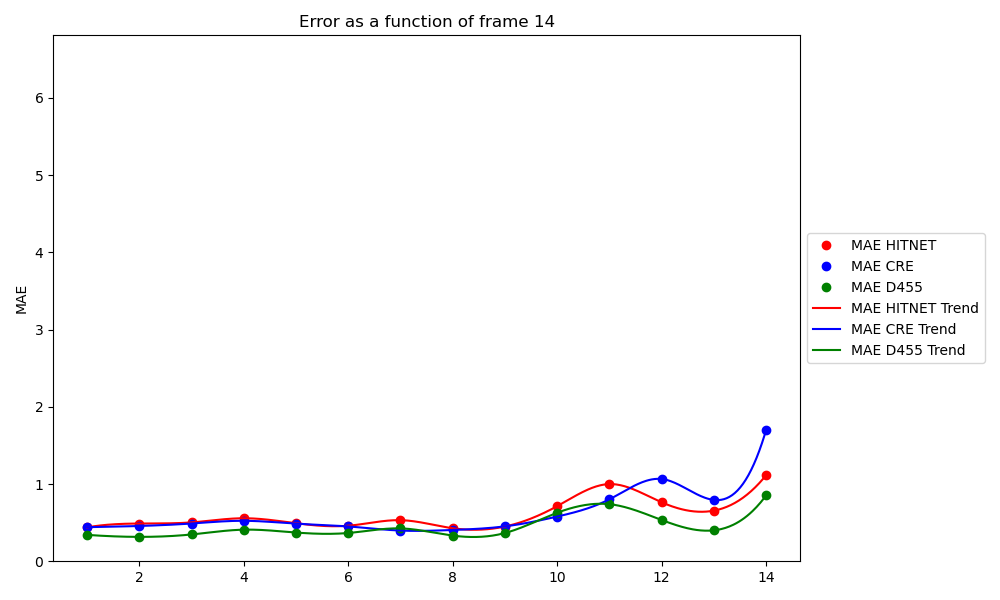 Error as a function of frame 14
MAE
6
5
4
3
2
1
0
2
4
6
8
10
12
14
MAE HITNET
MAE CRE
MAE D455
MAE HITNET Trend
MAE CRE Trend
MAE D455 Trend